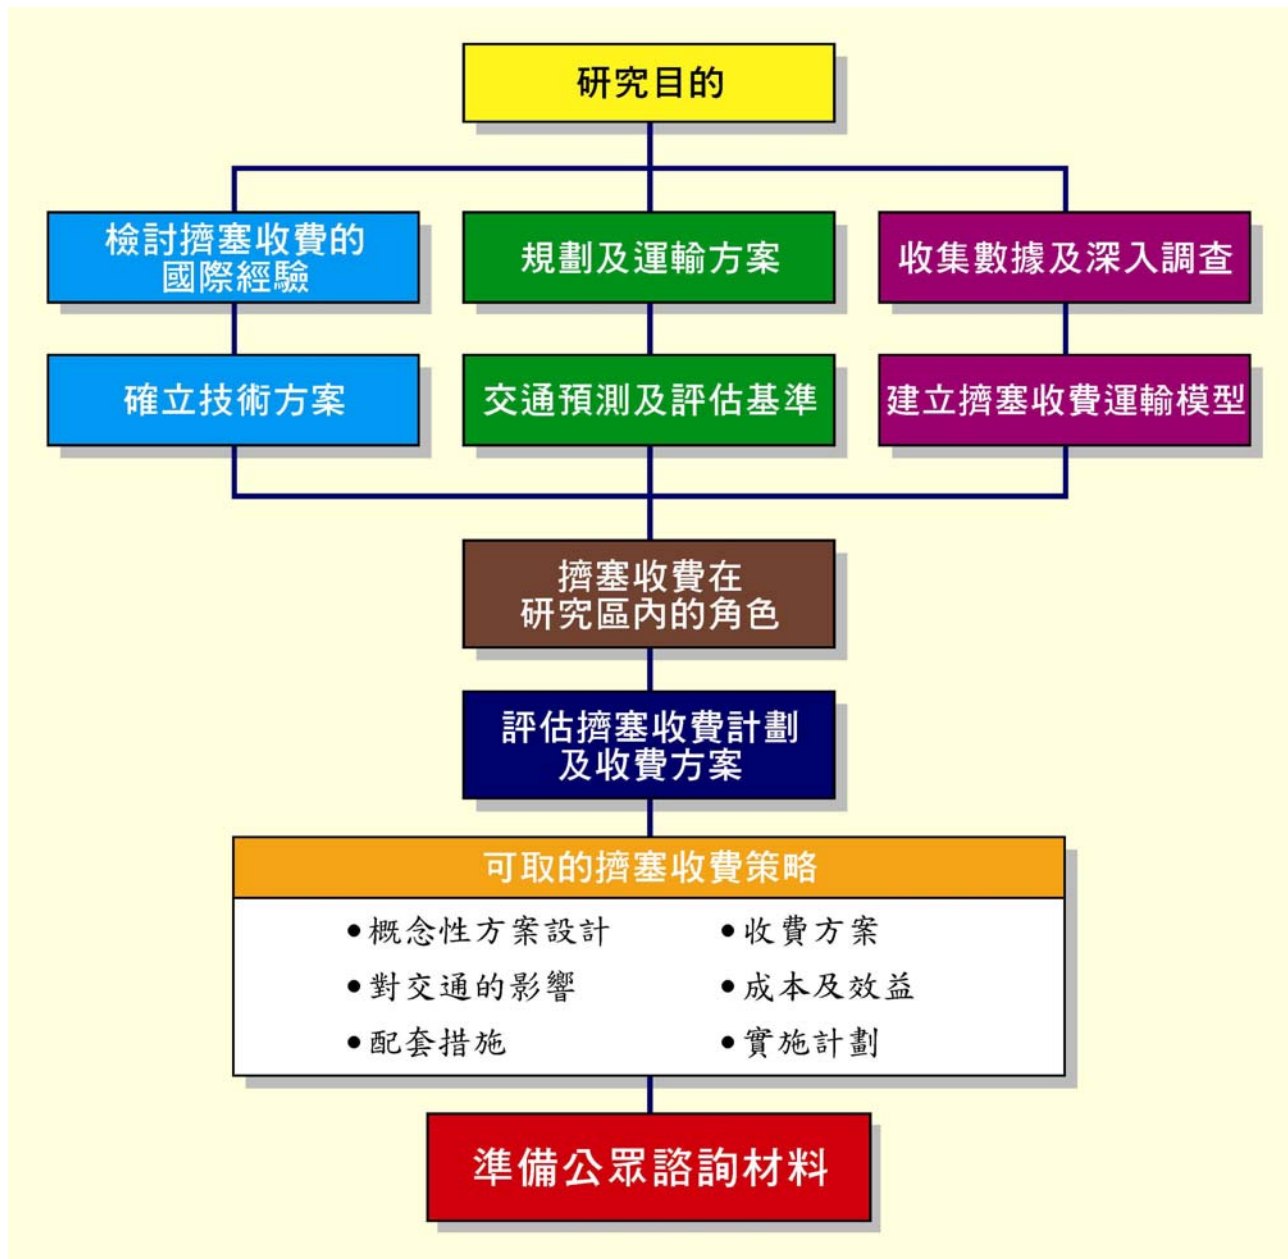 研究目的
檢討擠塞收費的
國際經驗
規劃及運輸方案
收集數據及深入調查
確立技術方案
交通預測及評估基準
建立擠塞收費運輸模型
擠塞收費在
研究區內的角色
評估擠塞收費計劃
及收費方案
可取的擠塞收費策略
•概念性方案設計
•收費方案
•對交通的影響
•成本及效益
•配套措施
•實施計劃
準備公眾諮詢材料